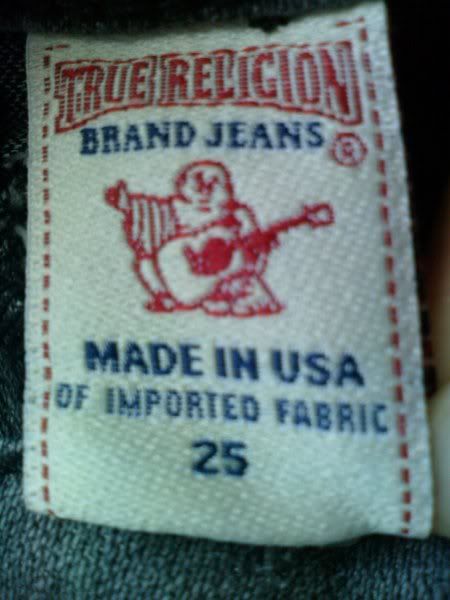 TRUE RELIGION
BRAND JEANS ®
MADE IN USA
OF IMPORTED FABRIC
25